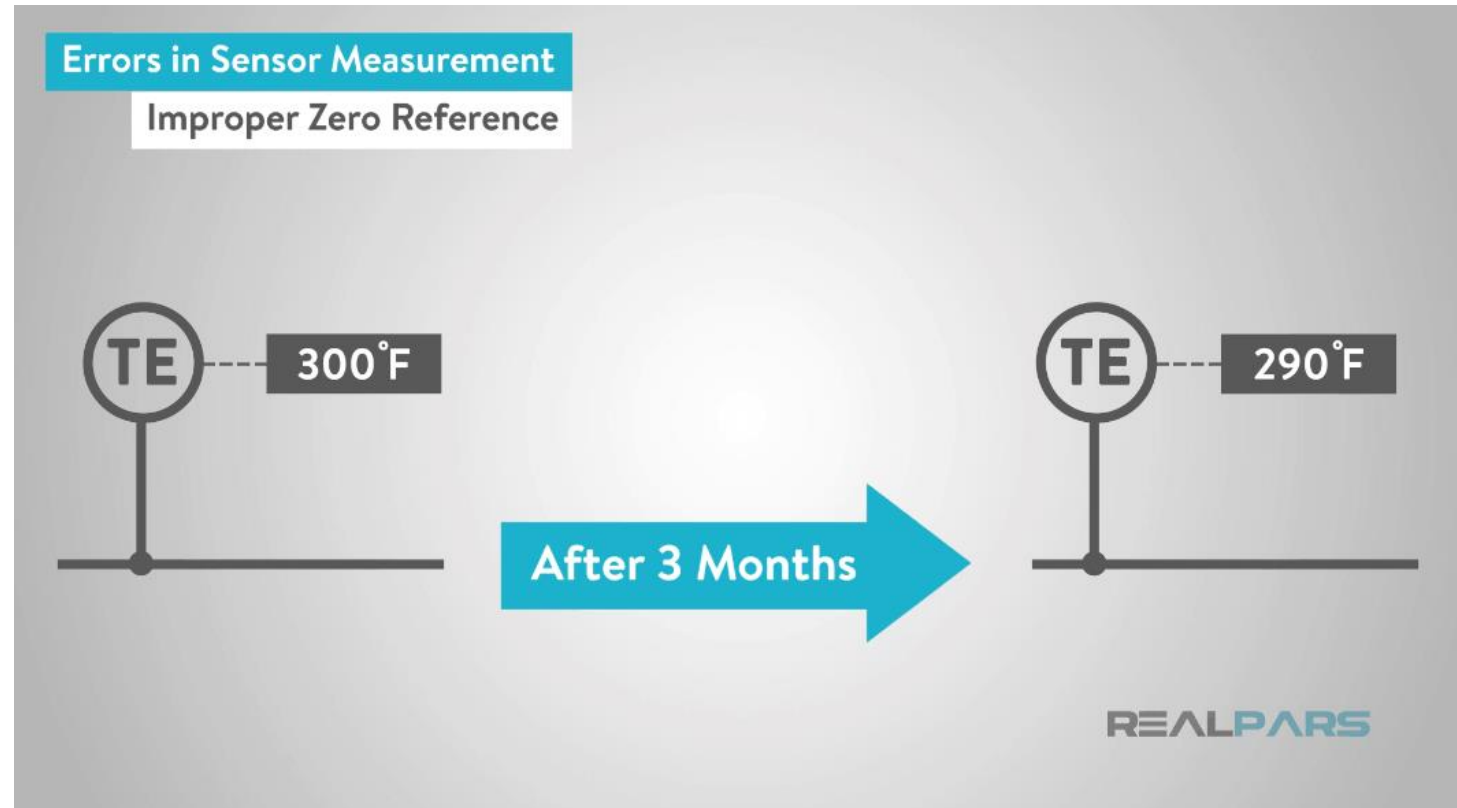 Errors in Sensor Measurement
Improper Zero Reference
TE
300°F
TE
290°F
After 3 Months
REALPARS